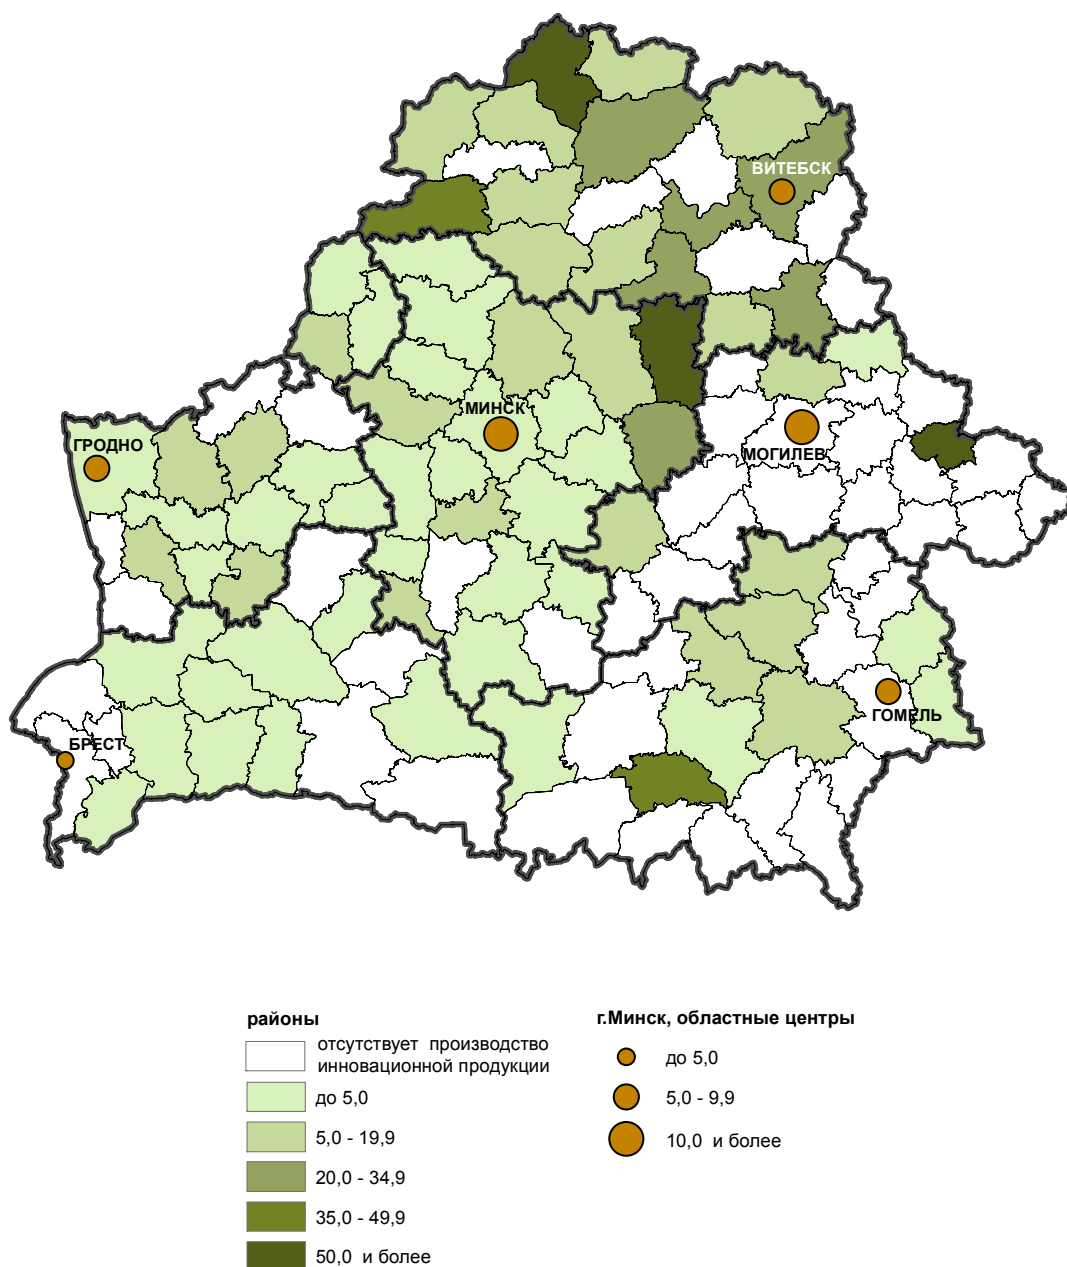 ВИТЕБСК
МИНСК
ГРОДНО
МОГИЛЕВ
ГОМЕЛЬ
БРЕСТ
районы
отсутствует производство
инновационной продукции
до 5,0
5,0 - 19,9
20,0 - 34,9
35,0 - 49,9
50,0 и более
г.Минск, областные центры
до 5,0
5,0 - 9,9
10,0 и более